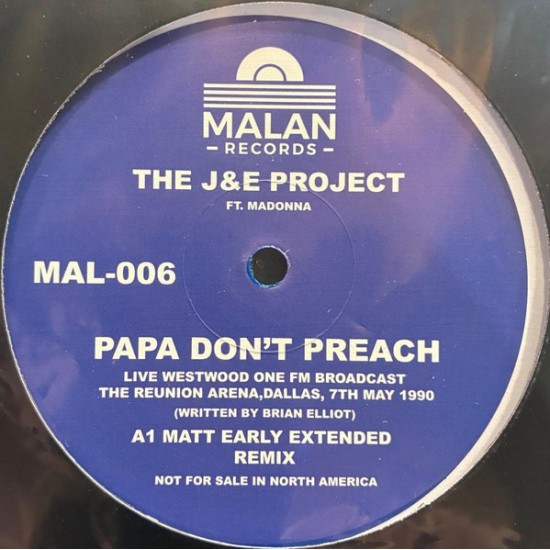 MALAN
– RECORDS –
THE J&E PROJECT
FT. MADONNA
MAL-006
PAPA DON'T PREACH
LIVE WESTWOOD ONE FM BROADCAST
THE REUNION ARENA,DALLAS, 7TH MAY 1990
(WRITTEN BY BRIAN ELLIOT)
A1 MATT EARLY EXTENDED
REMIX
NOT FOR SALE IN NORTH AMERICA